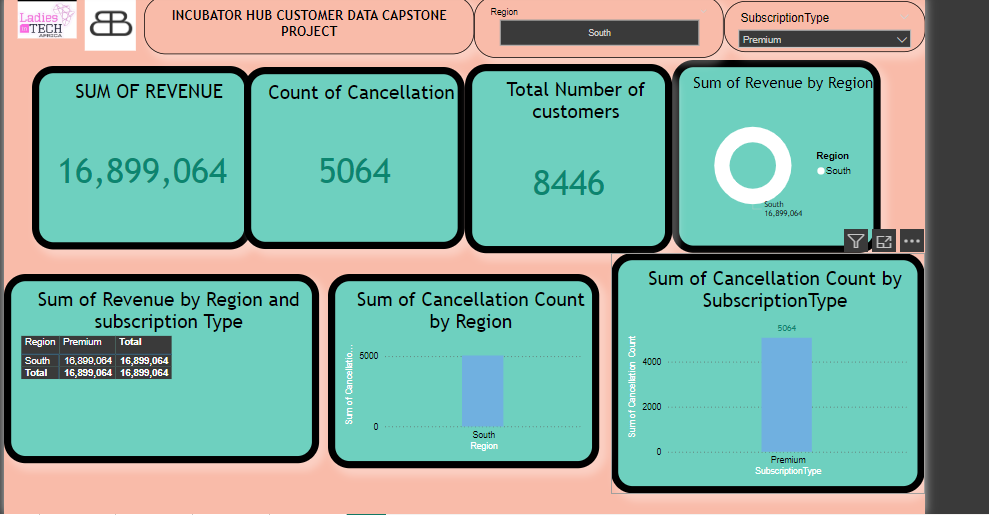 Ladies
in TECH
AFRICA
INCUBATOR HUB CUSTOMER DATA CAPSTONE
PROJECT
Region
South
SubscriptionType
Premium
SUM OF REVENUE
16,899,064
Count of Cancellation
5064
Total Number of
customers
8446
Sum of Revenue by Region
Region
South
South
16,899,064
Sum of Revenue by Region and
subscription Type
Region Premium Total
South 16,899,064 16,899,064
Total 16,899,064 16,899,064
Sum of Cancellation Count
by Region
Sum of Cancellatio...
5000
0
South
Region
Sum of Cancellation Count by
SubscriptionType
Sum of Cancellation Count
5064
4000
2000
0
Premium
SubscriptionType